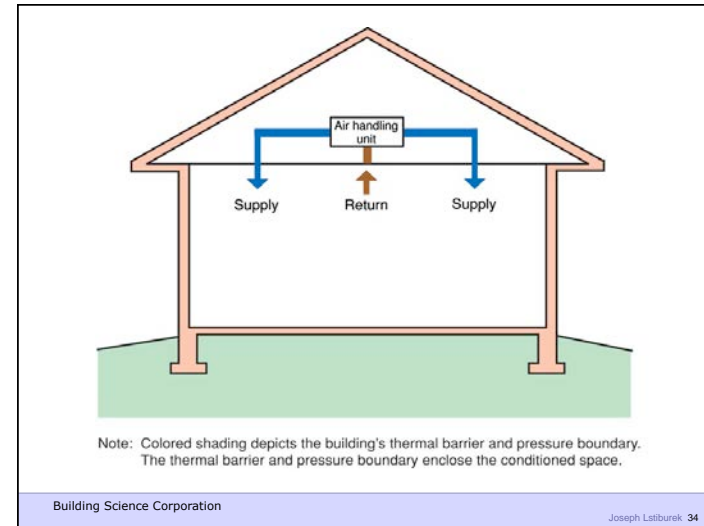 Air handling
unit
Supply
Return
Supply
Note: Colored shading depicts the building's thermal barrier and pressure boundary.
The thermal barrier and pressure boundary enclose the conditioned space.
Building Science Corporation
Joseph Lstiburek 34